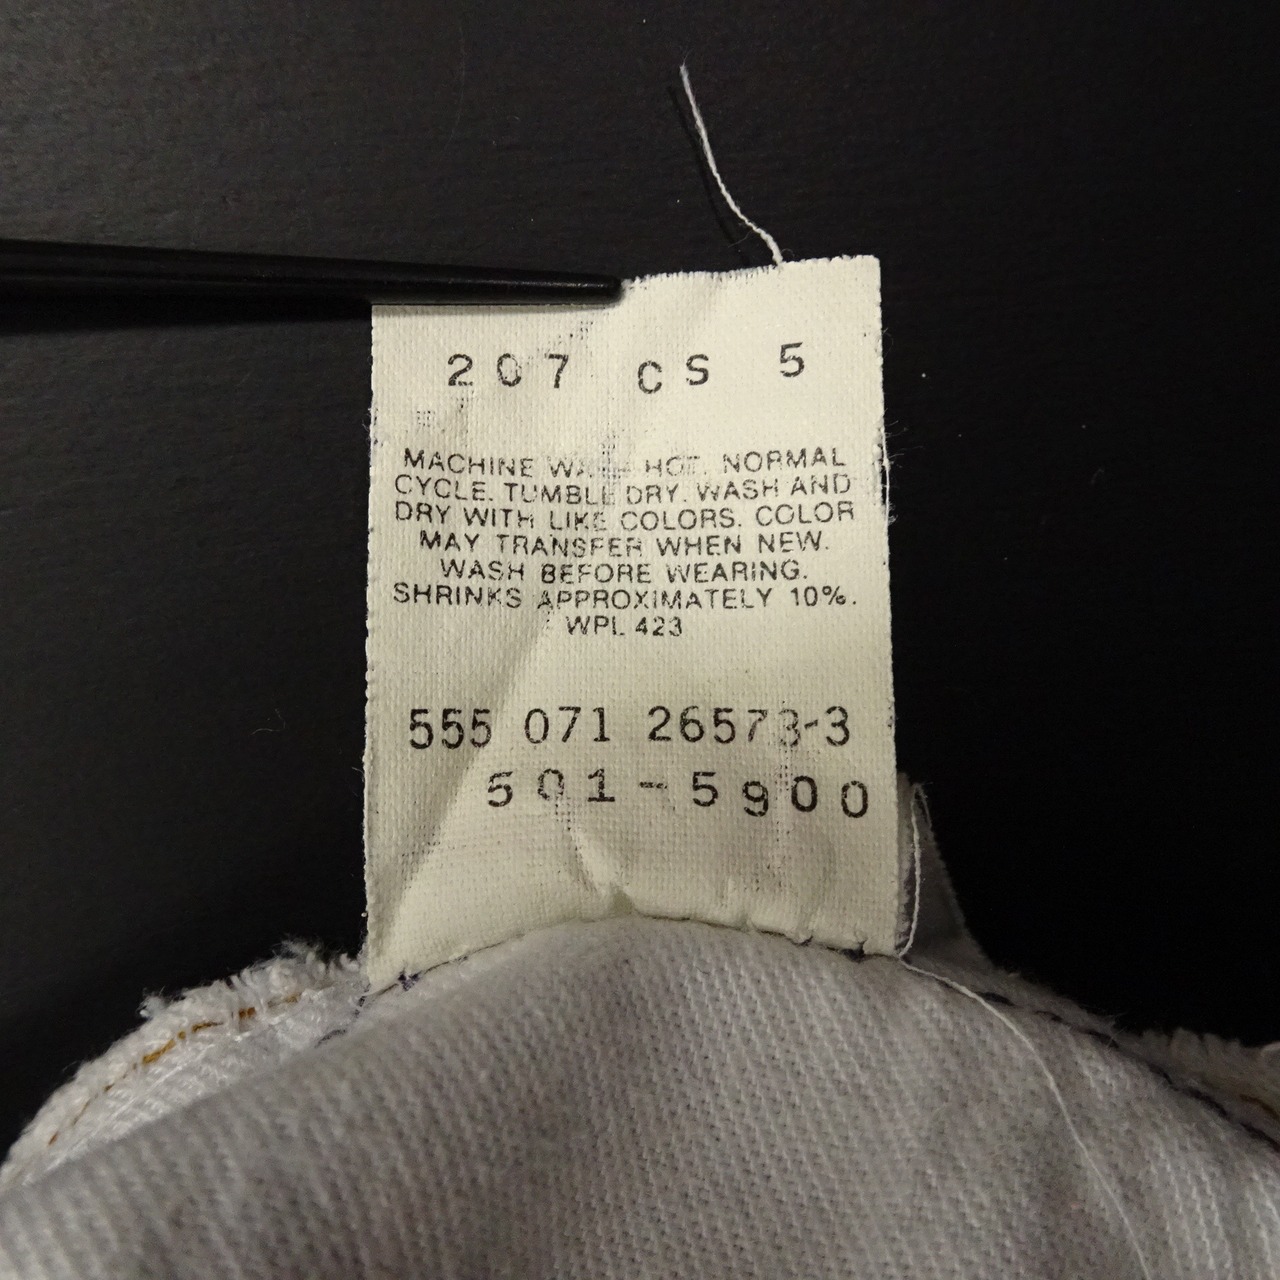 207 CS 5
MACHINE WASH HOT. NORMAL
CYCLE. TUMBLE DRY. WASH AND
DRY WITH LIKE COLORS. COLOR
MAY TRANSFER WHEN NEW.
WASH BEFORE WEARING.
SHRINKS APPROXIMATELY 10%.
WPL 423
555 071 26573-3
501-5900